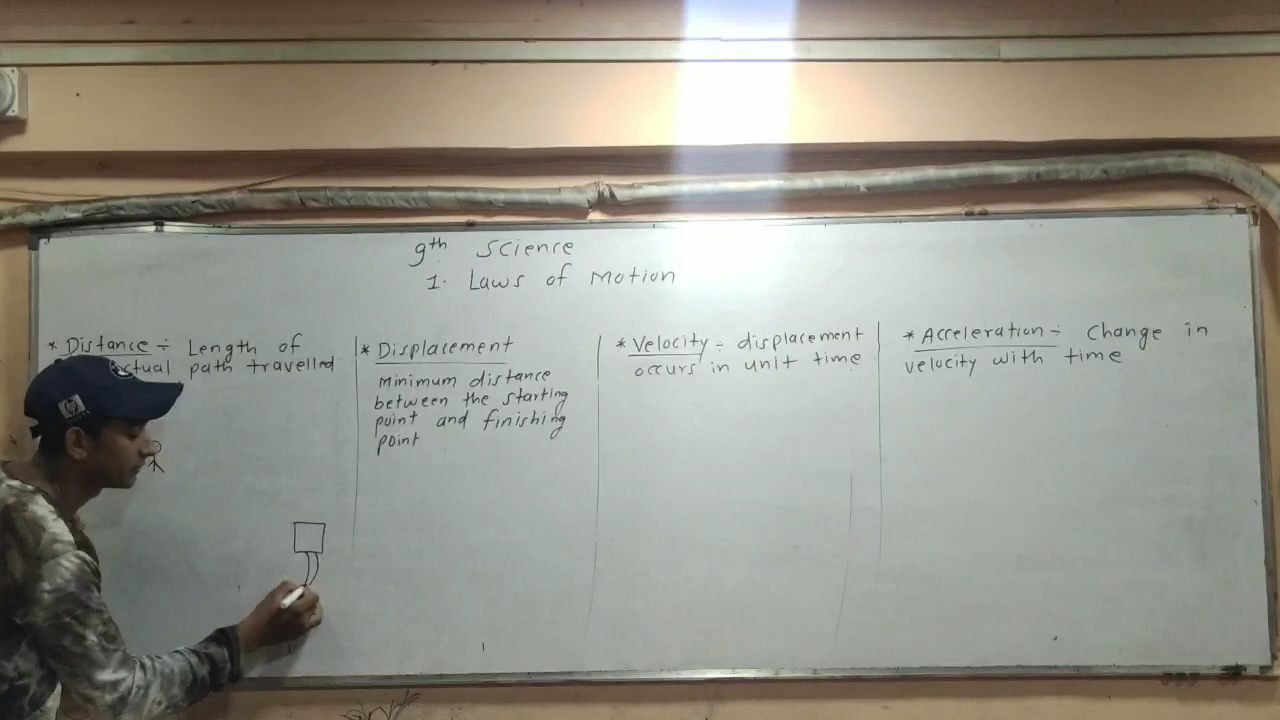 9th Science
1. Laws of Motion
* Distance ÷ Length of
path travelled
* Displacement
minimum distance
between the starting
point and finishing
point
* Velocity ÷ displacement
occurs in unit time
* Acceleration ÷ Change in
velocity with time
hp